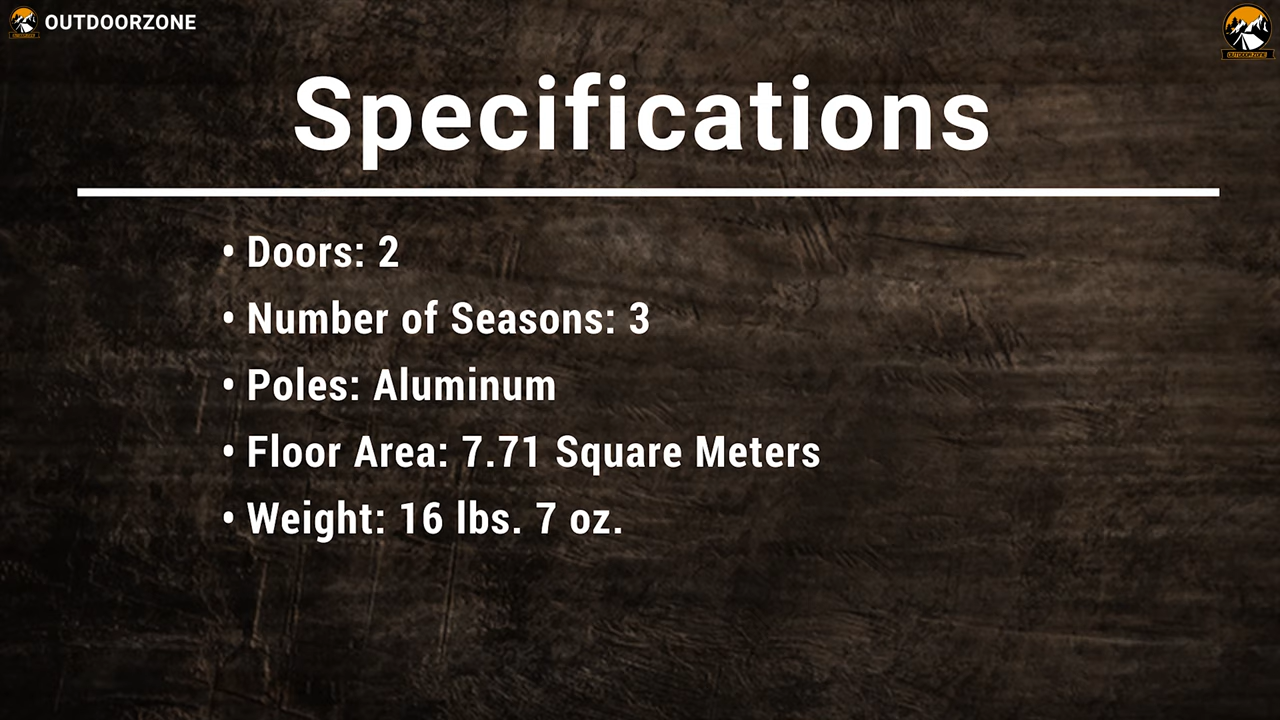 OUTDOORZONE
OUTDOORZONE
Specifications
• Doors: 2
• Number of Seasons: 3
• Poles: Aluminum
• Floor Area: 7.71 Square Meters
• Weight: 16 lbs. 7 oz.